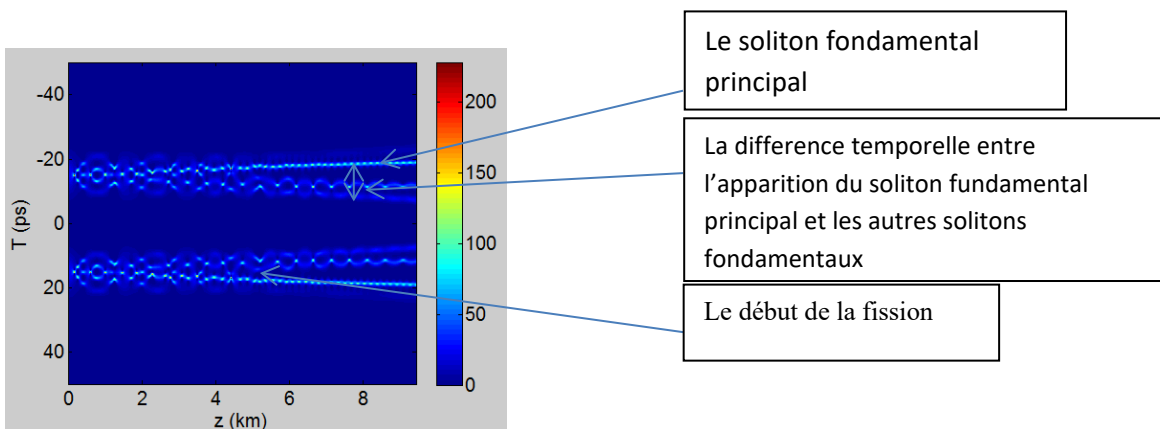 Le soliton fondamental
principal
La difference temporelle entre
l'apparition du soliton fundamental
principal et les autres solitons
fondamentaux
Le début de la fission
-40
-20
0
20
40
T (ps)
0
2
4
6
8
z (km)
200
150
100
50
0